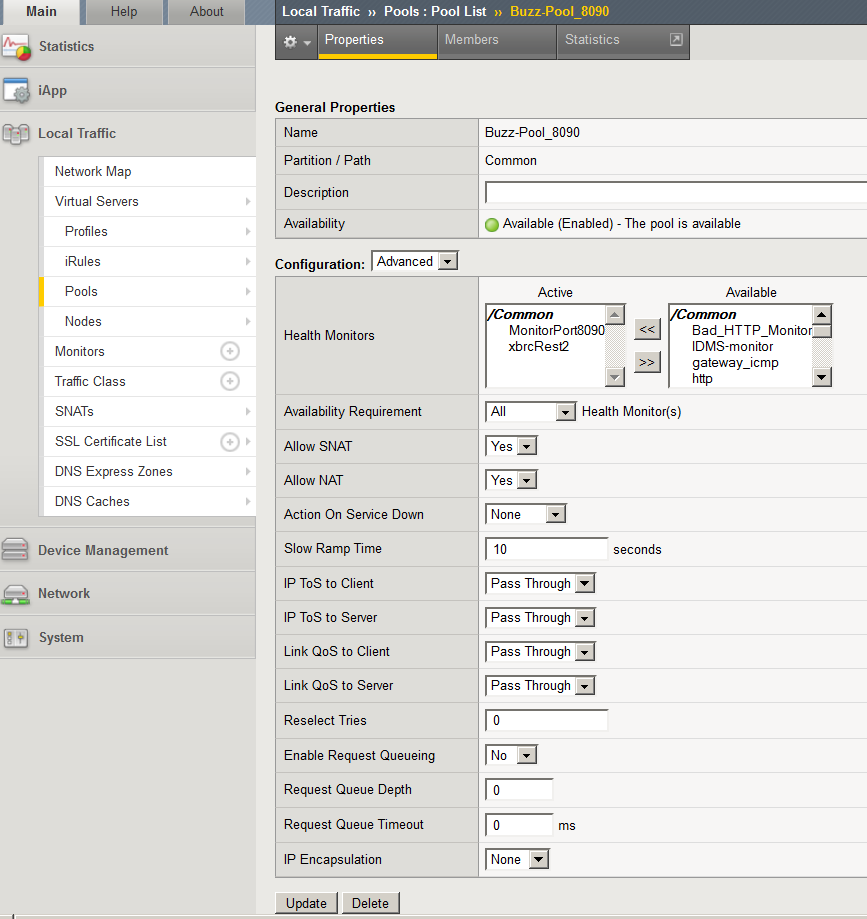 Main Help About
Local Traffic ›› Pools : Pool List ›› Buzz-Pool_8090
Properties Members Statistics
Statistics
iApp
Local Traffic
Network Map
Virtual Servers
Profiles
iRules
Pools
Nodes
Monitors
Traffic Class
SNATs
SSL Certificate List
DNS Express Zones
DNS Caches
Device Management
Network
System
General Properties
Name Buzz-Pool_8090
Partition / Path Common
Description
Availability Available (Enabled) - The pool is available
Configuration: Advanced
Active Available
Health Monitors
/Common
MonitorPort8090
xbrcRest2
<<
>>
/Common
Bad_HTTP_Monitor
IDMS-monitor
gateway_icmp
http
Availability Requirement All Health Monitor(s)
Allow SNAT Yes
Allow NAT Yes
Action On Service Down None
Slow Ramp Time 10 seconds
IP ToS to Client Pass Through
IP ToS to Server Pass Through
Link QoS to Client Pass Through
Link QoS to Server Pass Through
Reselect Tries 0
Enable Request Queueing No
Request Queue Depth 0
Request Queue Timeout 0 ms
IP Encapsulation None
Update Delete